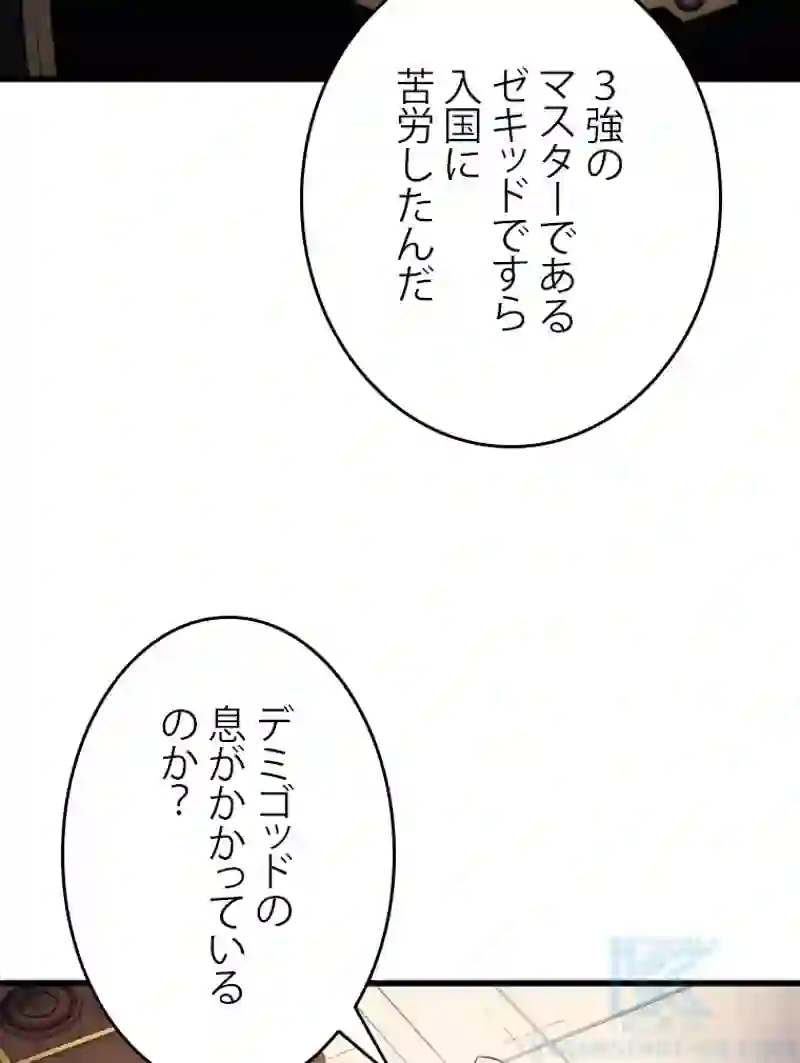 ３強の
マスターである
ゼキッドですら
入国に
苦労したんだ
デミゴッドの
息がかかっている
のか？